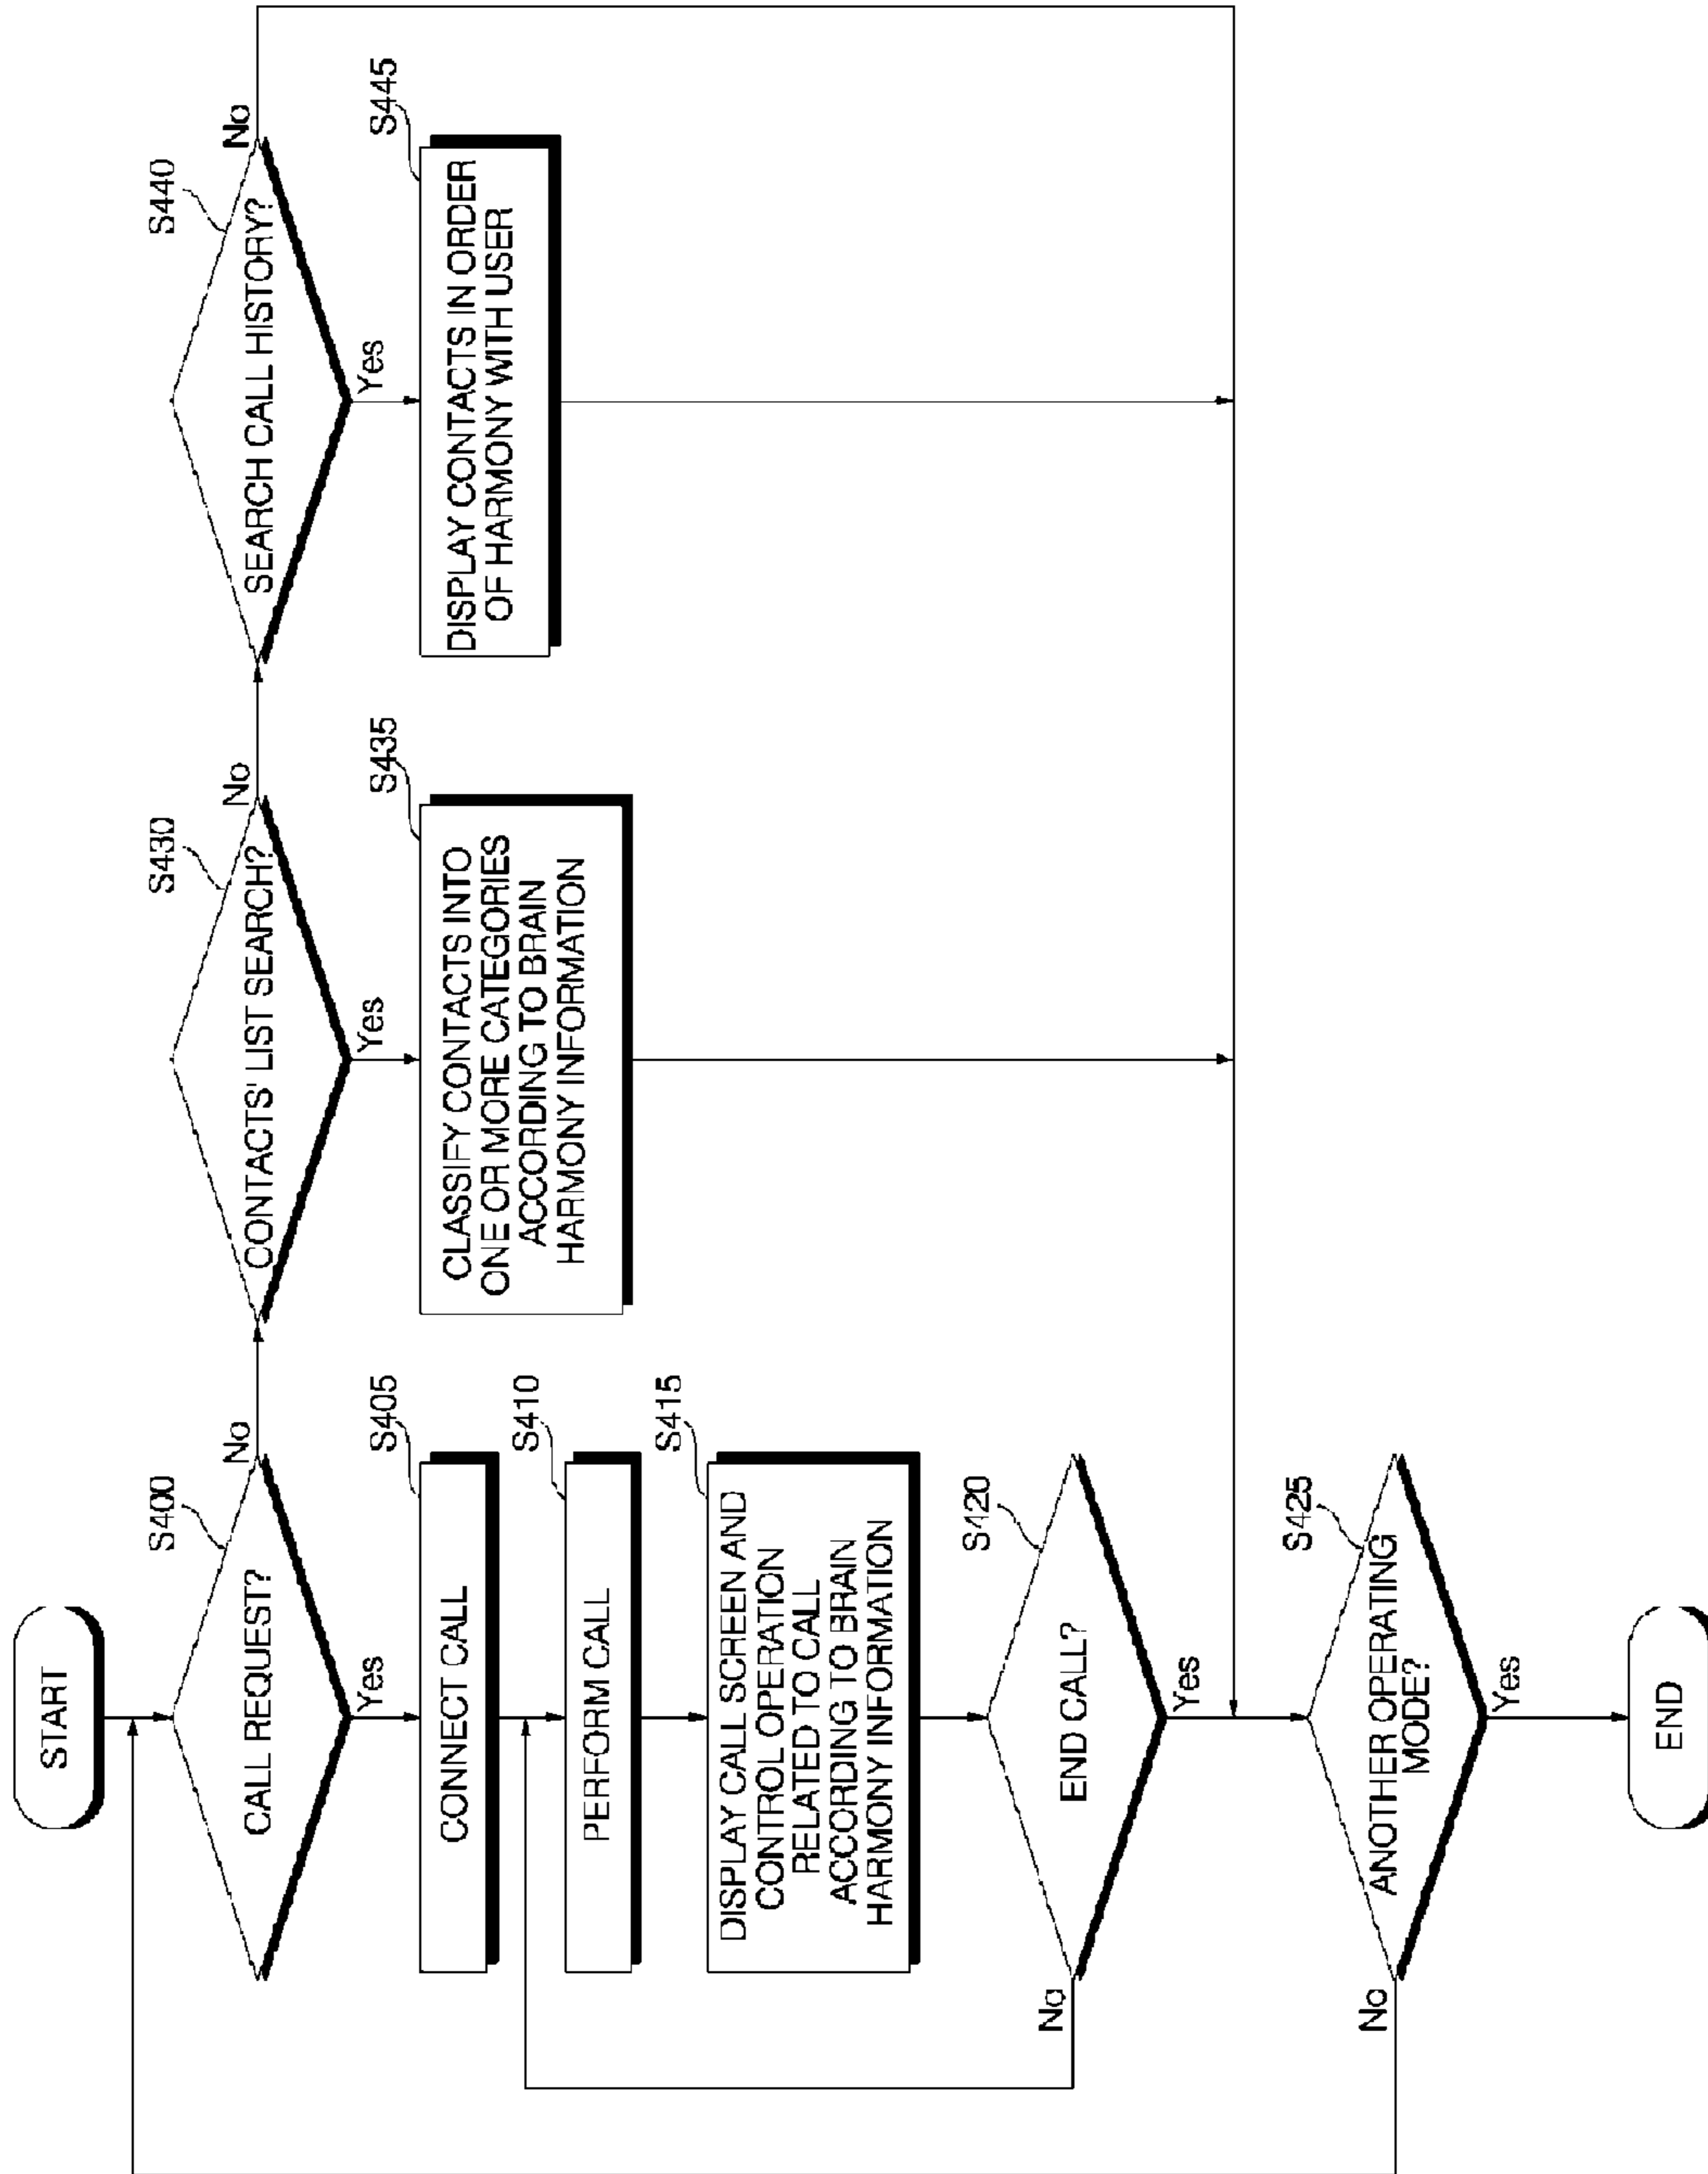 START
S400
CALL REQUEST?
No
Yes
S405
CONNECT CALL
S410
PERFORM CALL
S415
DISPLAY CALL SCREEN AND
CONTROL OPERATION
RELATED TO CALL
ACCORDING TO BRAIN
HARMONY INFORMATION
S420
END CALL?
No
Yes
S425
ANOTHER OPERATING
MODE?
No
Yes
END
S430
CONTACTS' LIST SEARCH?
No
Yes
S435
CLASSIFY CONTACTS INTO
ONE OR MORE CATEGORIES
ACCORDING TO BRAIN
HARMONY INFORMATION
S440
SEARCH CALL HISTORY?
No
Yes
S445
DISPLAY CONTACTS IN ORDER
OF HARMONY WITH USER